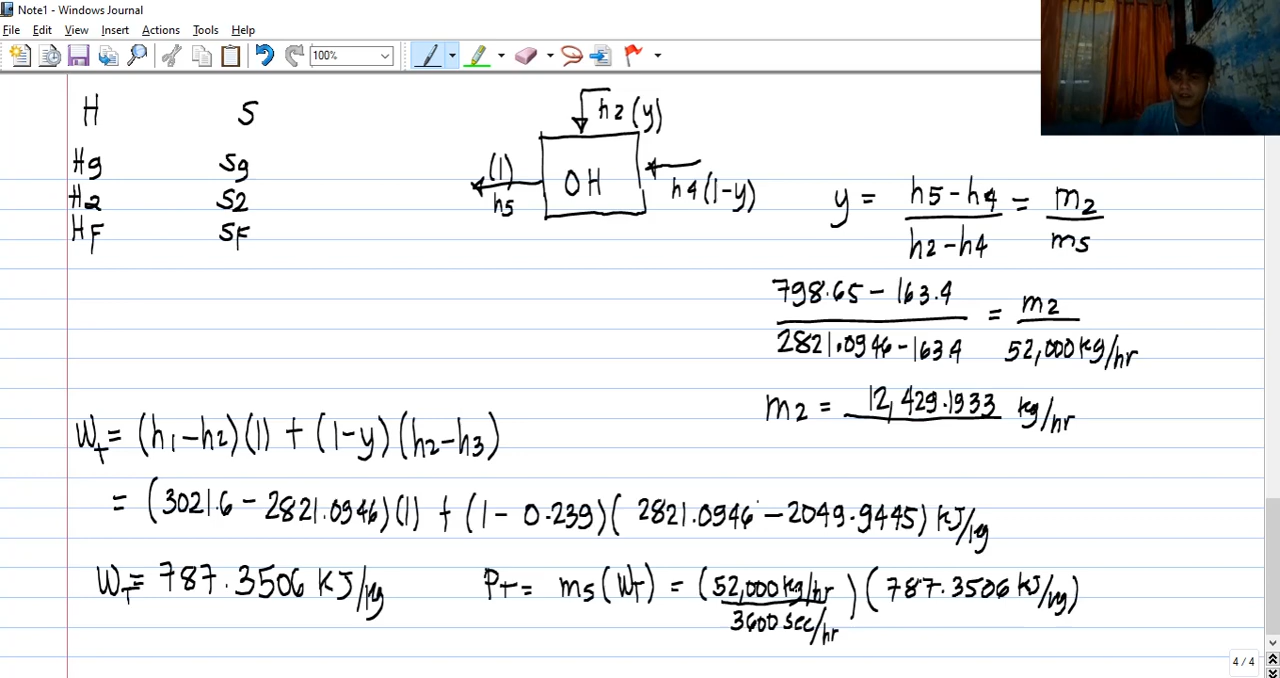 Note1 - Windows Journal
File Edit View Insert Actions Tools Help
100%
H S
Hg Sg
H2 S2
HF SF
h2 (y)
(1)
h5
OH
h4 (1-y)
y = h5-h4 / h2-h4 = m2 / ms
798.65 - 163.4 / 2821.0946 - 163.4 = m2 / 52,000 kg/hr
m2 = 12,429.1933 kg/hr
WT = (h1-h2)(1) + (1-y)(h2-h3)
= (3021.6 - 2821.0946)(1) + (1 - 0.239)(2821.0946 - 2049.9445) KJ/kg
WT = 787.3506 KJ/kg
PT = ms (WT) = (52,000 kg/hr / 3600 sec/hr) (787.3506 KJ/kg)
4 / 4